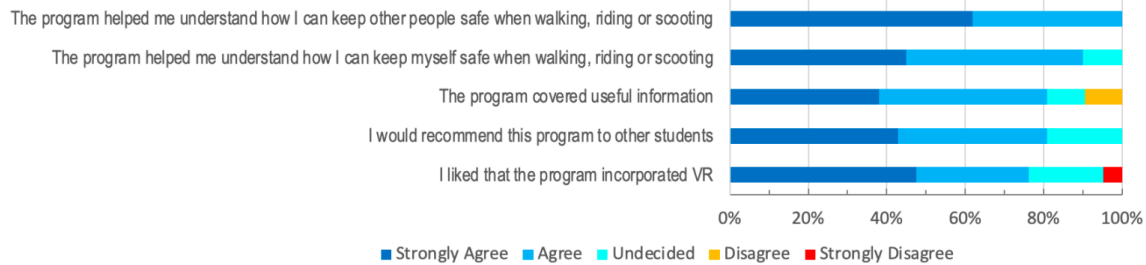 The program helped me understand how I can keep other people safe when walking, riding or scooting
The program helped me understand how I can keep myself safe when walking, riding or scooting
The program covered useful information
I would recommend this program to other students
I liked that the program incorporated VR
0% 20% 40% 60% 80% 100%
Strongly Agree Agree Undecided Disagree Strongly Disagree